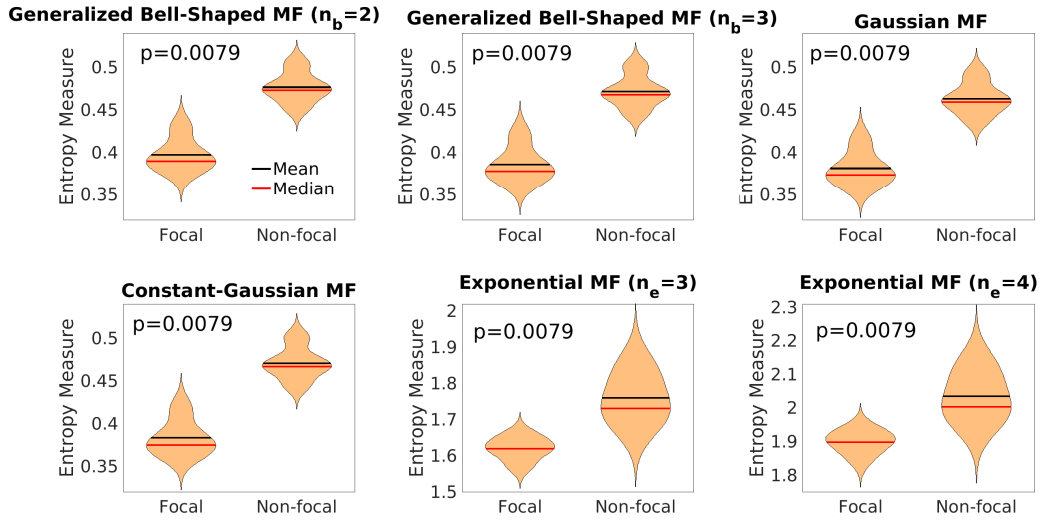 Generalized Bell-Shaped MF (nb=2)
Entropy Measure
0.5
0.45
0.4
0.35
p=0.0079
Mean
Median
Focal
Non-focal
Generalized Bell-Shaped MF (nb=3)
Entropy Measure
0.5
0.45
0.4
0.35
p=0.0079
Focal
Non-focal
Gaussian MF
Entropy Measure
0.5
0.45
0.4
0.35
p=0.0079
Focal
Non-focal
Constant-Gaussian MF
Entropy Measure
0.5
0.45
0.4
0.35
p=0.0079
Focal
Non-focal
Exponential MF (ne=3)
Entropy Measure
2
1.9
1.8
1.7
1.6
1.5
p=0.0079
Focal
Non-focal
Exponential MF (ne=4)
Entropy Measure
2.3
2.2
2.1
2
1.9
1.8
p=0.0079
Focal
Non-focal